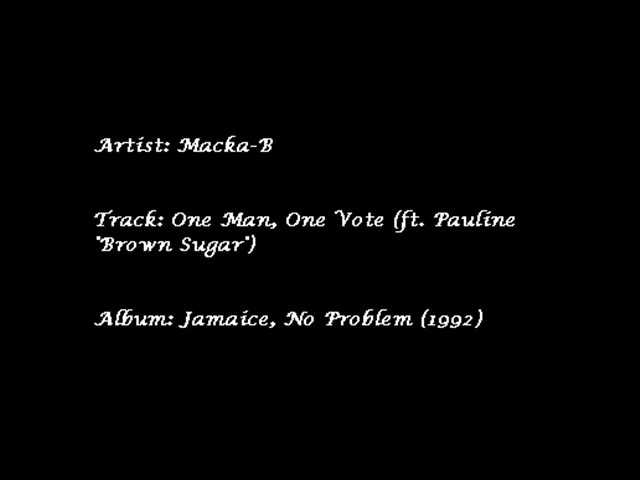 Artist: Macka-B
Track: One Man, One Vote (ft. Pauline
"Brown Sugar")
Album: Jamaice, No Problem (1992)